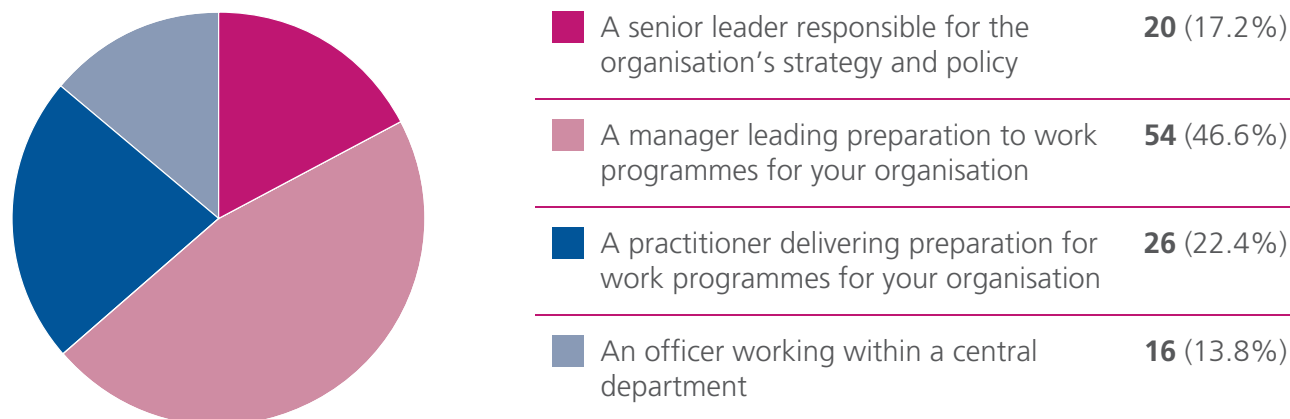 A senior leader responsible for the 20 (17.2%)
organisation’s strategy and policy
A manager leading preparation to work 54 (46.6%)
programmes for your organisation
A practitioner delivering preparation for 26 (22.4%)
work programmes for your organisation
An officer working within a central 16 (13.8%)
department